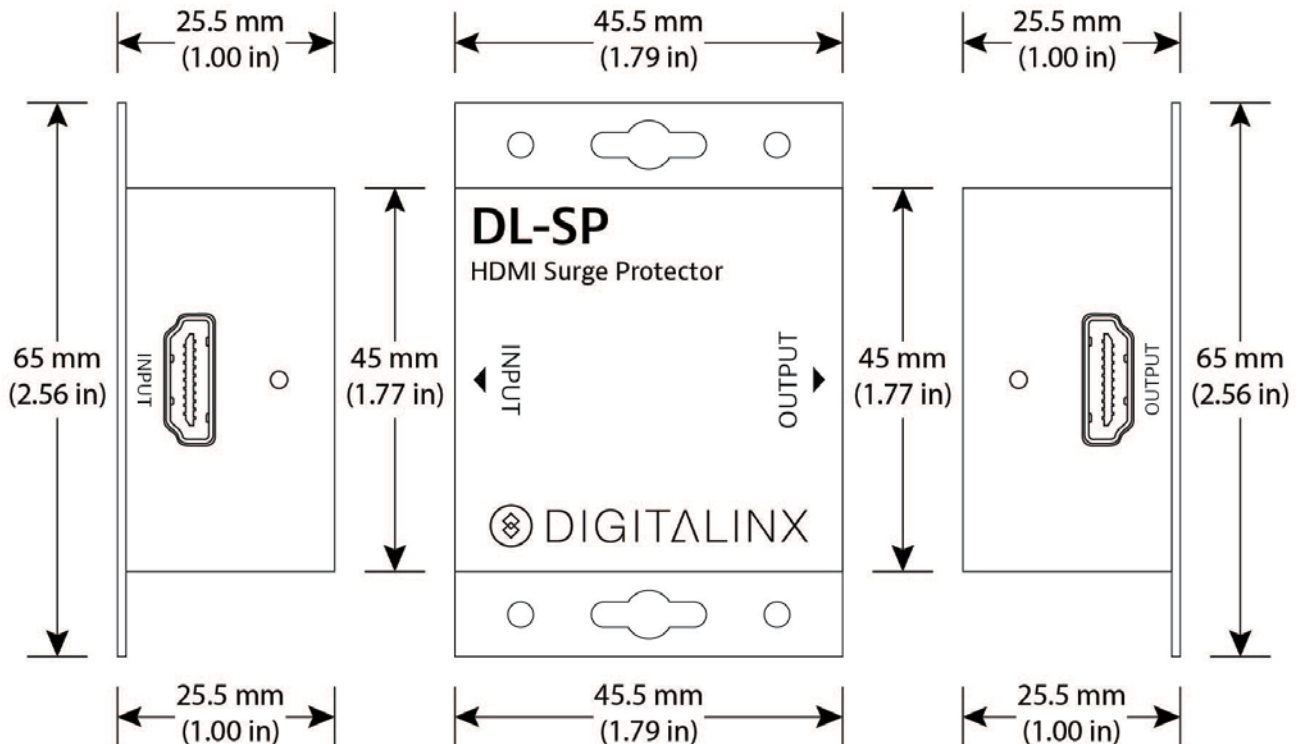 25.5 mm
(1.00 in)
45.5 mm
(1.79 in)
25.5 mm
(1.00 in)
65 mm
(2.56 in)
INPUT
45 mm
(1.77 in)
DL-SP
HDMI Surge Protector
INPUT
OUTPUT
DIGITALINX
45 mm
(1.77 in)
OUTPUT
65 mm
(2.56 in)
25.5 mm
(1.00 in)
45.5 mm
(1.79 in)
25.5 mm
(1.00 in)